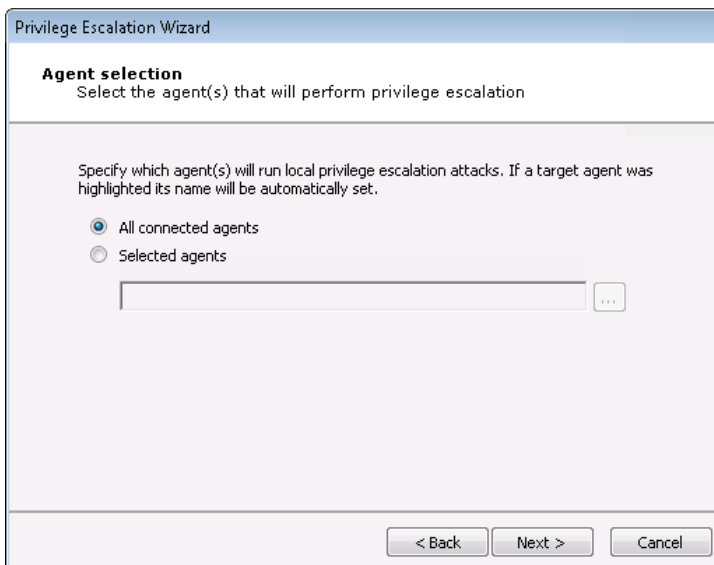 Privilege Escalation Wizard
Agent selection
Select the agent(s) that will perform privilege escalation
Specify which agent(s) will run local privilege escalation attacks. If a target agent was
highlighted its name will be automatically set.
All connected agents
Selected agents
...
< Back Next > Cancel